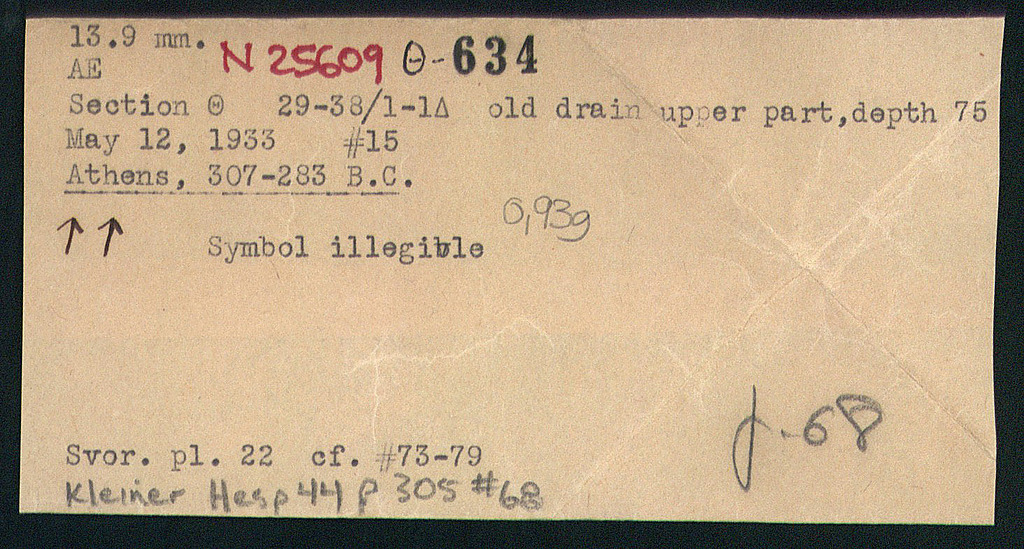 13.9 mm.
N 25609 Θ-634
AE
Section Θ 29-38/1-1Δ old drain upper part,depth 75
May 12, 1933 #15
Athens, 307-283 B.C.
0,93g
↑ ↑ Symbol illegible
f-68
Svor. pl. 22 cf. #73-79
Kleiner Hesp 44 p 305 #68